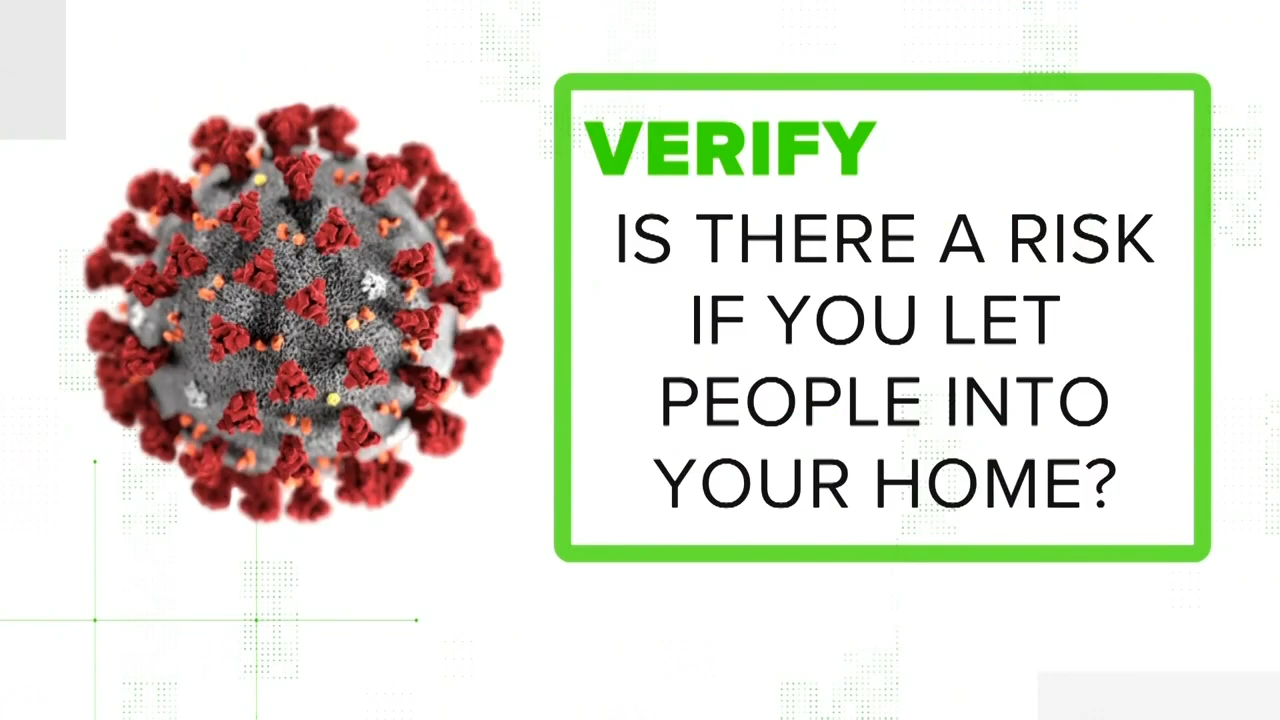 VERIFY
IS THERE A RISK
IF YOU LET
PEOPLE INTO
YOUR HOME?